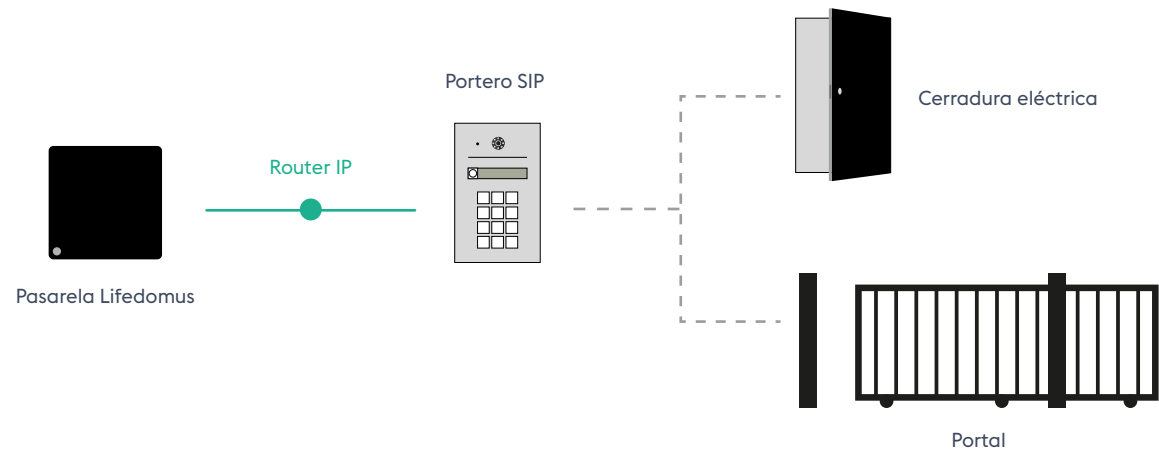 Portero SIP
Cerradura eléctrica
Router IP
Pasarela Lifedomus
Portal